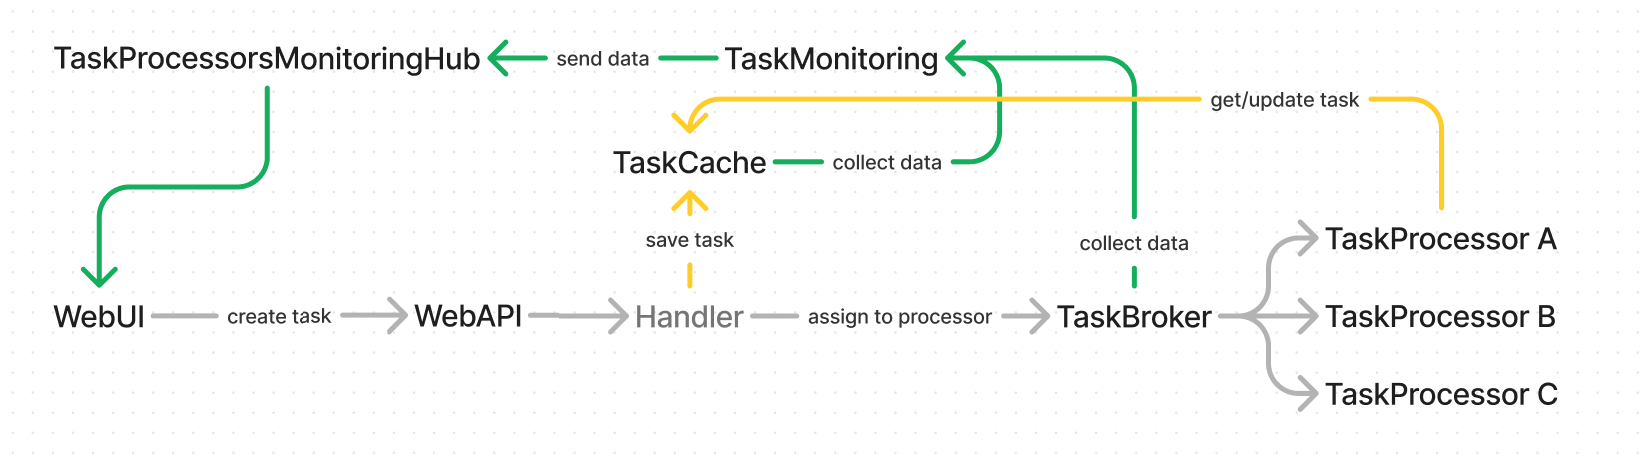 TaskProcessorsMonitoringHub
send data
TaskMonitoring
get/update task
TaskCache
collect data
save task
collect data
TaskProcessor A
WebUI
create task
WebAPI
Handler
assign to processor
TaskBroker
TaskProcessor B
TaskProcessor C